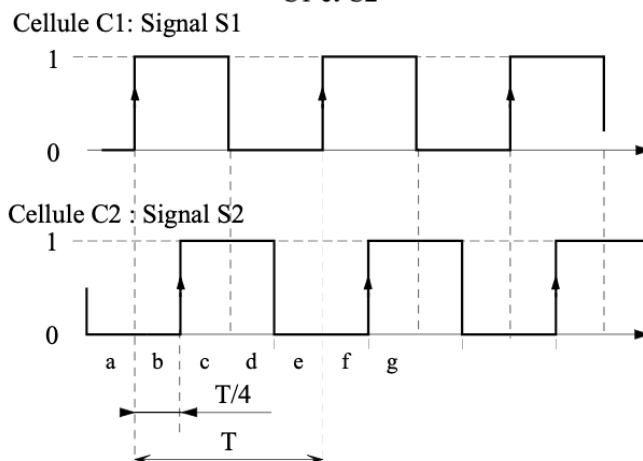 Cellule C1: Signal S1
1
0
Cellule C2 : Signal S2
1
0
a b c d e f g
T/4
T